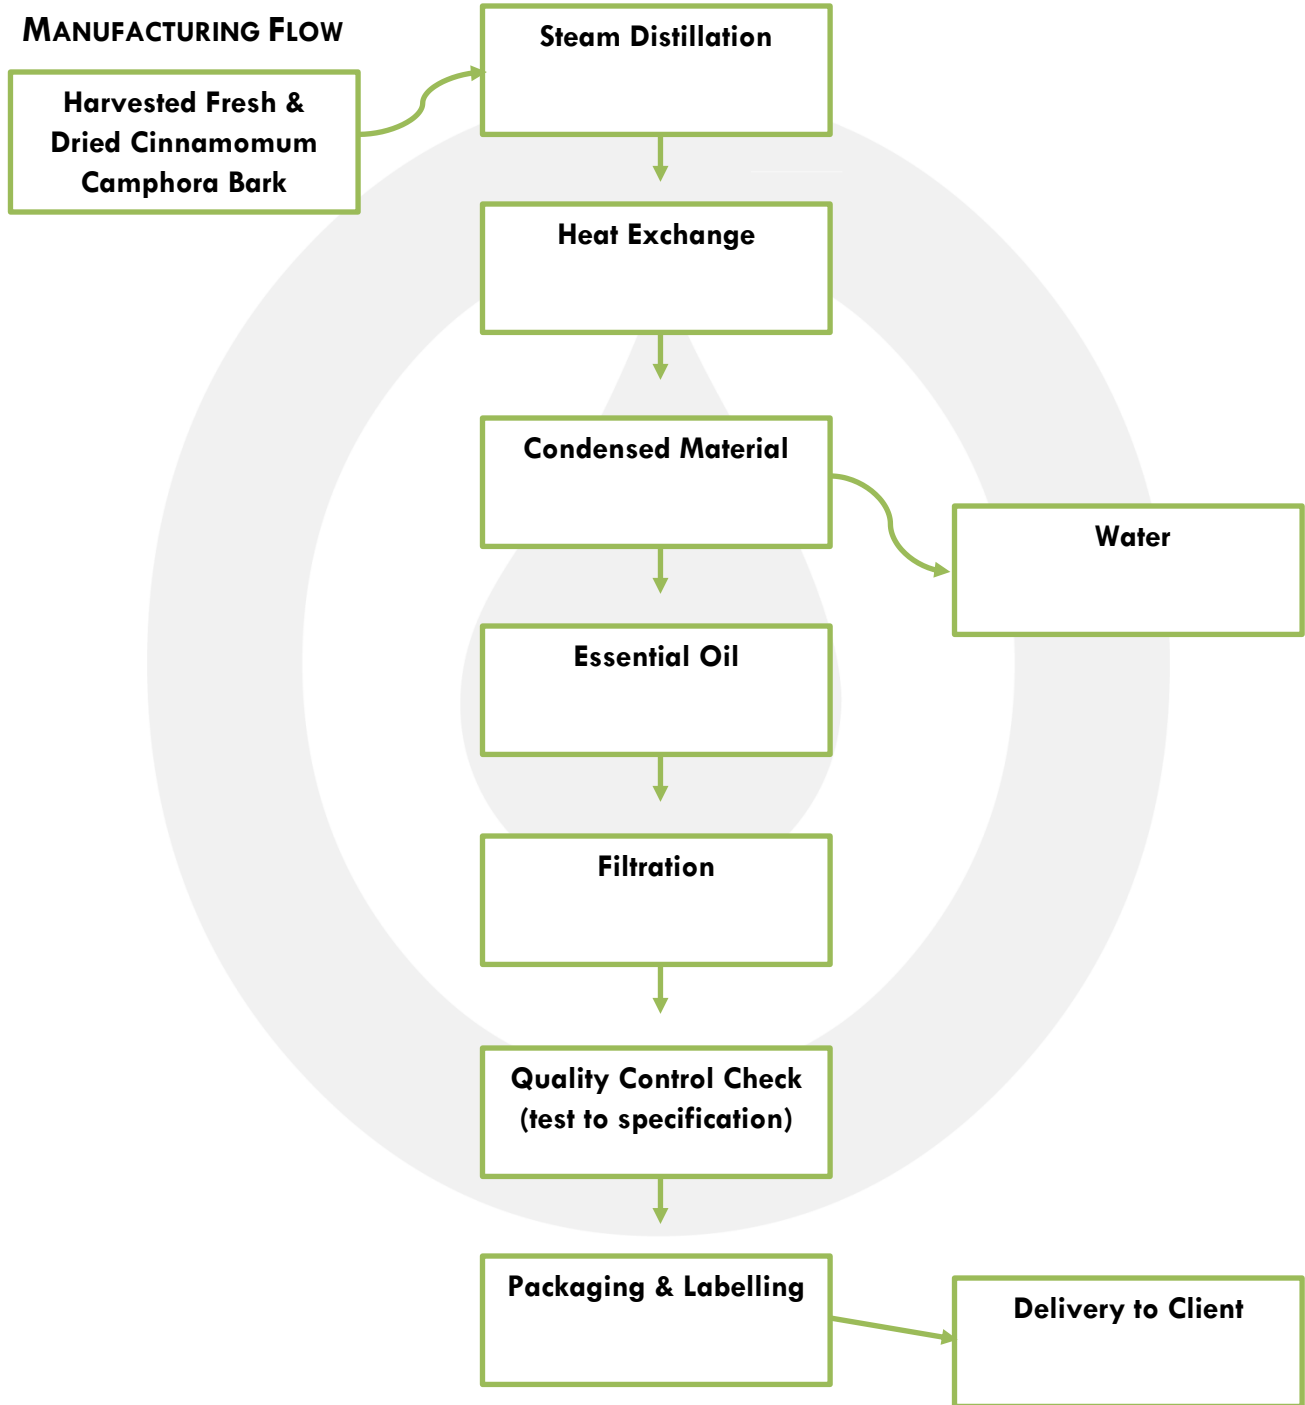 MANUFACTURING FLOW
Harvested Fresh &
Dried Cinnamomum
Camphora Bark
Steam Distillation
Heat Exchange
Condensed Material
Water
Essential Oil
Filtration
Quality Control Check
(test to specification)
Packaging & Labelling
Delivery to Client